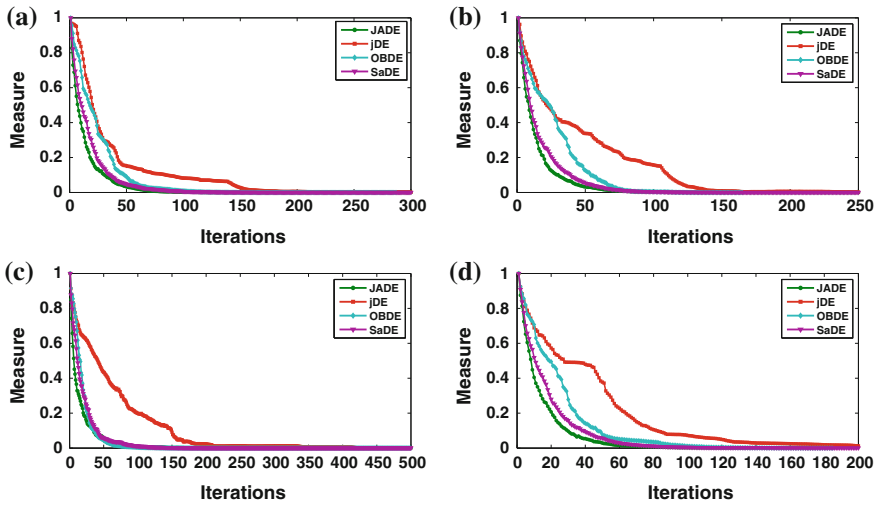 (a)
1
0.8
0.6
0.4
0.2
0
Measure
0 50 100 150 200 250 300
Iterations
JADE
jDE
OBDE
SaDE
(b)
1
0.8
0.6
0.4
0.2
0
Measure
0 50 100 150 200 250
Iterations
JADE
jDE
OBDE
SaDE
(c)
1
0.8
0.6
0.4
0.2
0
Measure
0 50 100 150 200 250 300 350 400 450 500
Iterations
JADE
jDE
OBDE
SaDE
(d)
1
0.8
0.6
0.4
0.2
0
Measure
0 20 40 60 80 100 120 140 160 180 200
Iterations
JADE
jDE
OBDE
SaDE